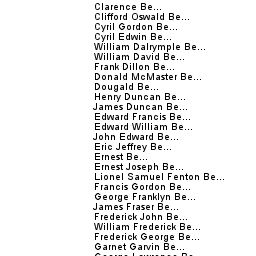 Clarence Be...
Clifford Oswald Be...
Cyril Gordon Be...
Cyril Edwin Be...
William Dalrymple Be...
William David Be...
Frank Dillon Be...
Donald McMaster Be...
Dougald Be...
Henry Duncan Be...
James Duncan Be...
Edward Francis Be...
Edward William Be...
John Edward Be...
Eric Jeffrey Be...
Ernest Be...
Ernest Joseph Be...
Lionel Samuel Fenton Be...
Francis Gordon Be...
George Franklyn Be...
James Fraser Be...
Frederick John Be...
William Frederick Be...
Frederick George Be...
Garnet Garvin Be...
George Lawrence Be...